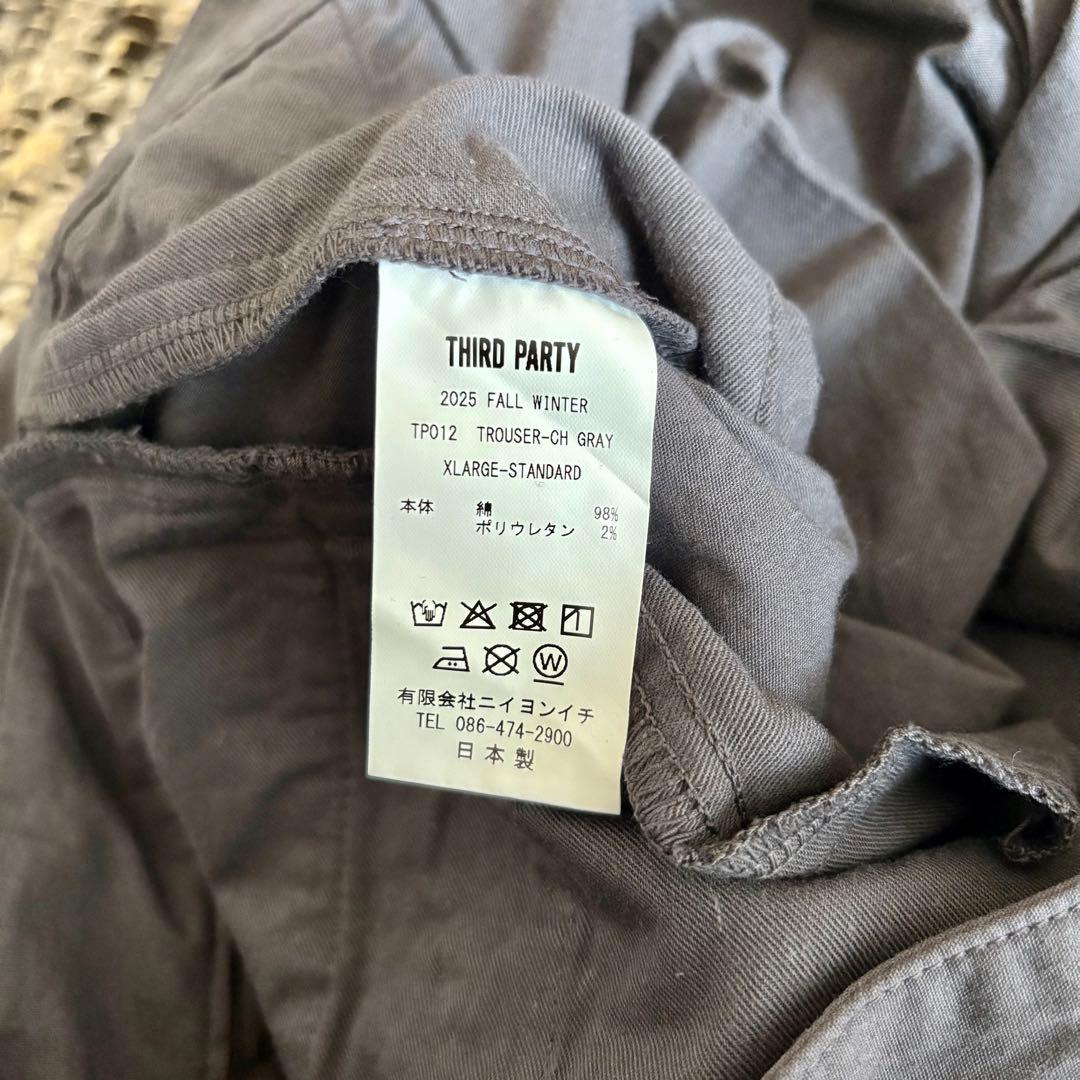 THIRD PARTY
2025 FALL WINTER
TP012 TROUSER-CH GRAY
XLARGE-STANDARD
本体 綿 98%
ポリウレタン 2%
W
有限会社ニイヨンイチ
TEL 086-474-2900
日本製